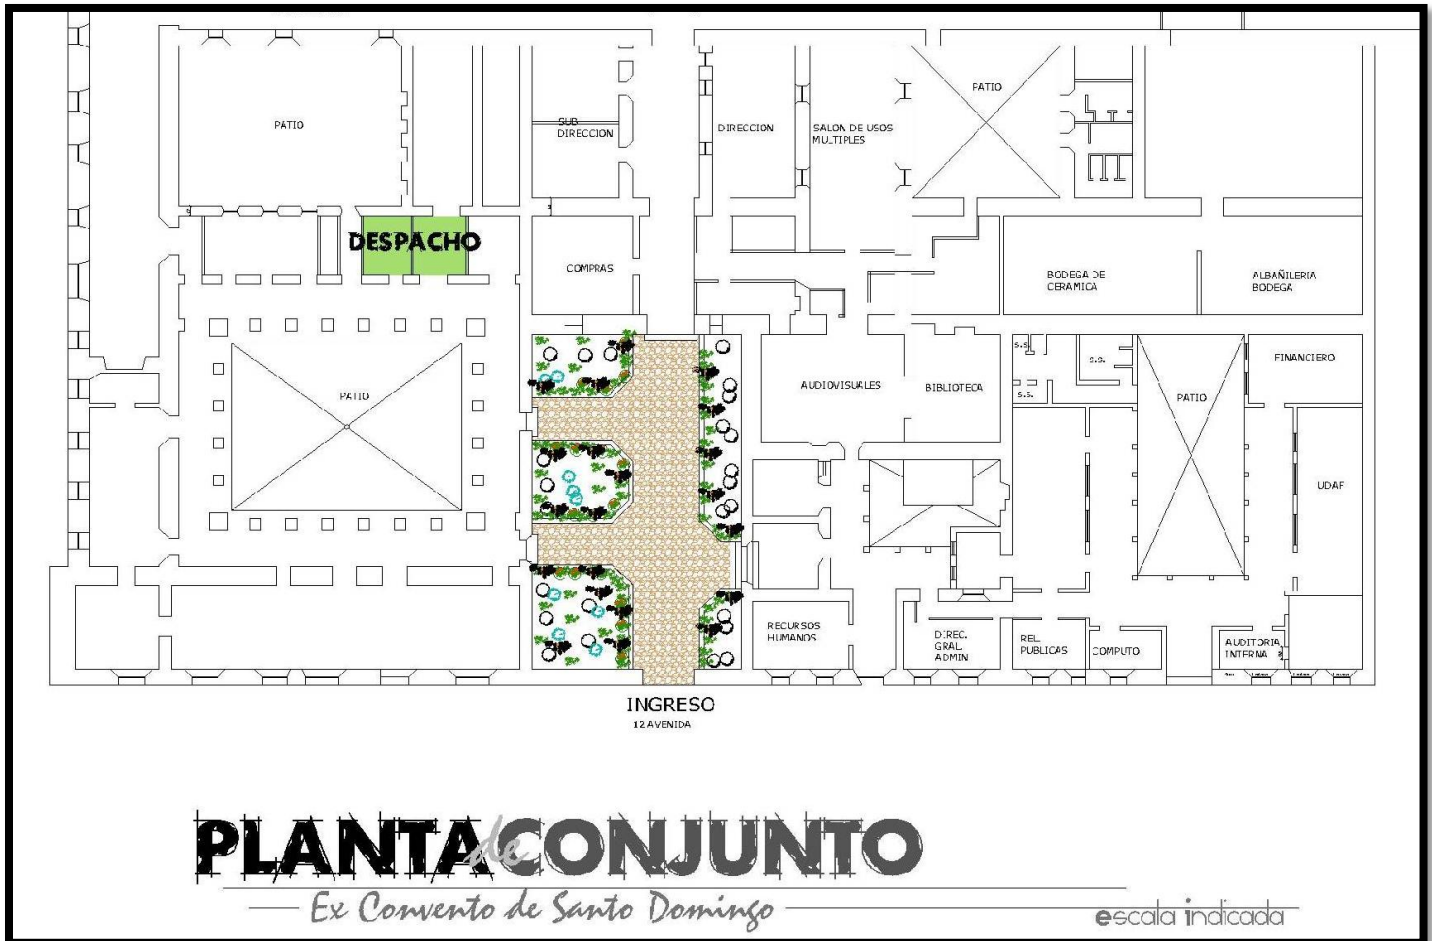 PATIO
PATIO
SUB
DIRECCION
DIRECCION
SALON DE USOS
MULTIPLES
DESPACHO
COMPRAS
BODEGA DE
CERAMICA
ALBAÑILERIA
BODEGA
S.S.
S.S.
S.S.
FINANCIERO
AUDIOVISUALES
BIBLIOTECA
PATIO
PATIO
UDAF
RECURSOS
HUMANOS
DIREC.
GRAL
ADMIN
REL.
PUBLICAS
COMPUTO
AUDITORIA
INTERNA
INGRESO
12 AVENIDA
PLANTA de CONJUNTO
Ex Convento de Santo Domingo
escala indicada